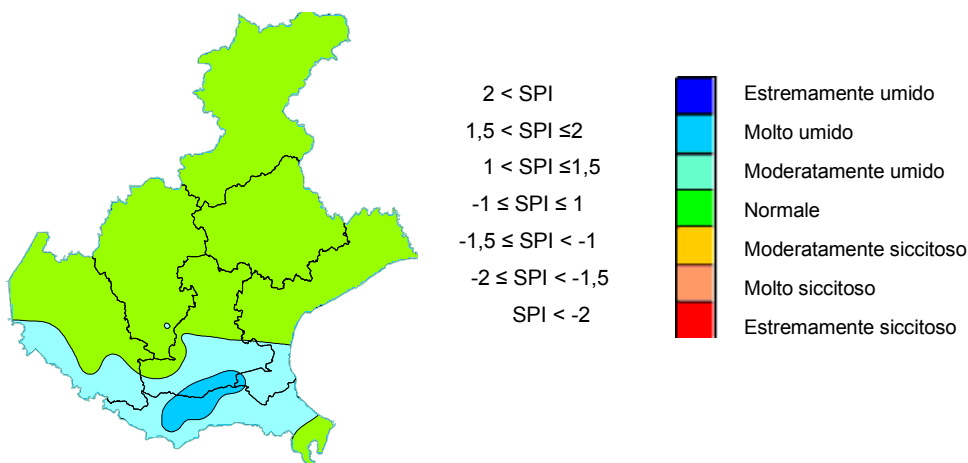 2 < SPI Estremamente umido
1,5 < SPI ≤2 Molto umido
1 < SPI ≤1,5 Moderatamente umido
-1 ≤ SPI ≤ 1 Normale
-1,5 ≤ SPI < -1 Moderatamente siccitoso
-2 ≤ SPI < -1,5 Molto siccitoso
SPI < -2 Estremamente siccitoso